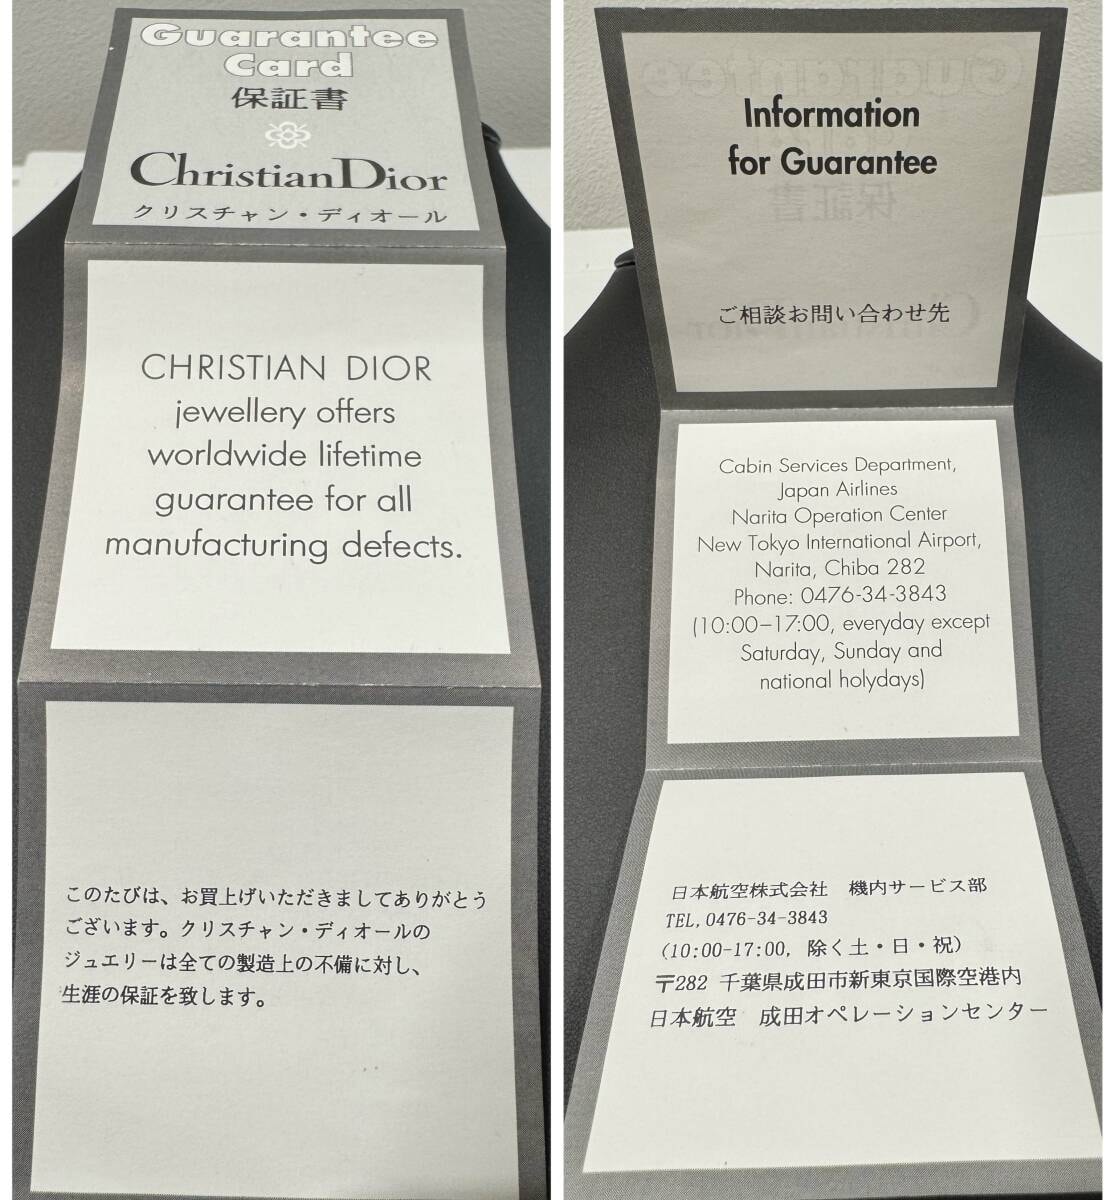 Guarantee
Card
保証書
Christian Dior
クリスチャン・ディオール
CHRISTIAN DIOR
jewellery offers
worldwide lifetime
guarantee for all
manufacturing defects.
このたびは、お買上げいただきましてありがとう
ございます。クリスチャン・ディオールの
ジュエリーは全ての製造上の不備に対し、
生涯の保証を致します。
Information
for Guarantee
ご相談お問い合わせ先
Cabin Services Department,
Japan Airlines
Narita Operation Center
New Tokyo International Airport,
Narita, Chiba 282
Phone: 0476-34-3843
(10:00–17:00, everyday except
Saturday, Sunday and
national holydays)
日本航空株式会社　機内サービス部
TEL, 0476-34-3843
(10:00-17:00, 除く土・日・祝)
〒282 千葉県成田市新東京国際空港内
日本航空　成田オペレーションセンター